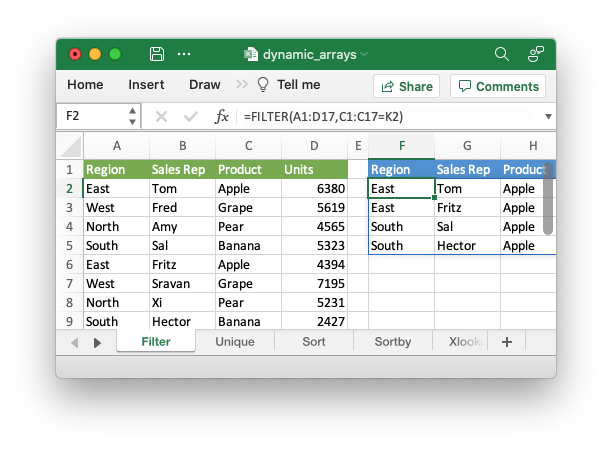 dynamic_arrays
Home Insert Draw Tell me Share Comments
F2 fx =FILTER(A1:D17,C1:C17=K2)
A B C D E F G H
1 Region Sales Rep Product Units Region Sales Rep Product
2 East Tom Apple 6380 East Tom Apple
3 West Fred Grape 5619 East Fritz Apple
4 North Amy Pear 4565 South Sal Apple
5 South Sal Banana 5323 South Hector Apple
6 East Fritz Apple 4394
7 West Sravan Grape 7195
8 North Xi Pear 5231
9 South Hector Banana 2427
Filter Unique Sort Sortby Xlook